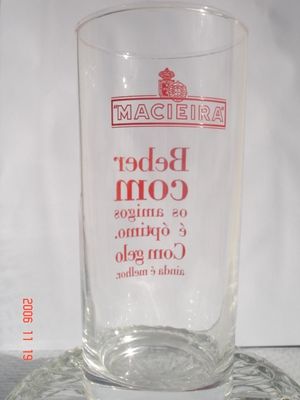 MACIEIRA
Beber
com
os amigos
é óptimo.
Com gelo
ainda é melhor.
2006 11 19